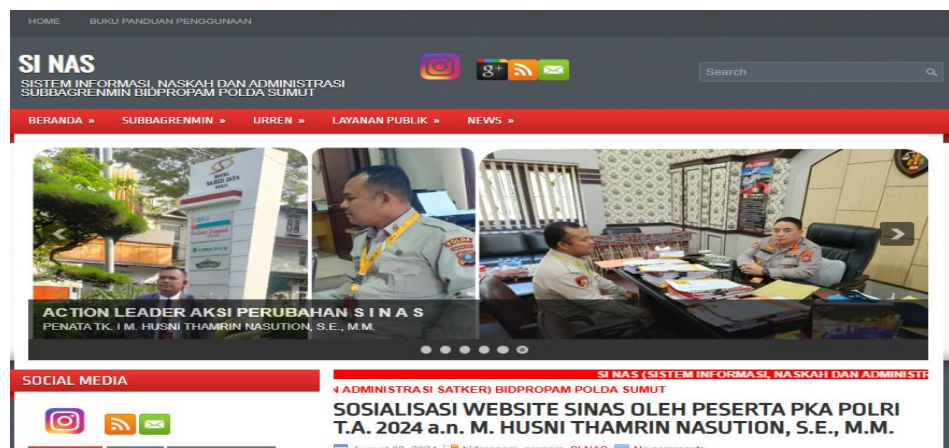 HOME BUKU PANDUAN PENGGUNAAN
SI NAS
SISTEM INFORMASI, NASKAH DAN ADMINISTRASI
SUBBAGRENMIN BIDPROPAM POLDA SUMUT
g+
Search
BERANDA » SUBBAGRENMIN » URREN » LAYANAN PUBLIK » NEWS »
ACTION LEADER AKSI PERUBAHAN S I N A S
PENATA TK. I M. HUSNI THAMRIN NASUTION, S.E., M.M.
SOCIAL MEDIA
SI NAS (SISTEM INFORMASI, NASKAH DAN ADMINISTR
N ADMINISTRASI SATKER) BIDPROPAM POLDA SUMUT
SOSIALISASI WEBSITE SINAS OLEH PESERTA PKA POLRI
T.A. 2024 a.n. M. HUSNI THAMRIN NASUTION, S.E., M.M.